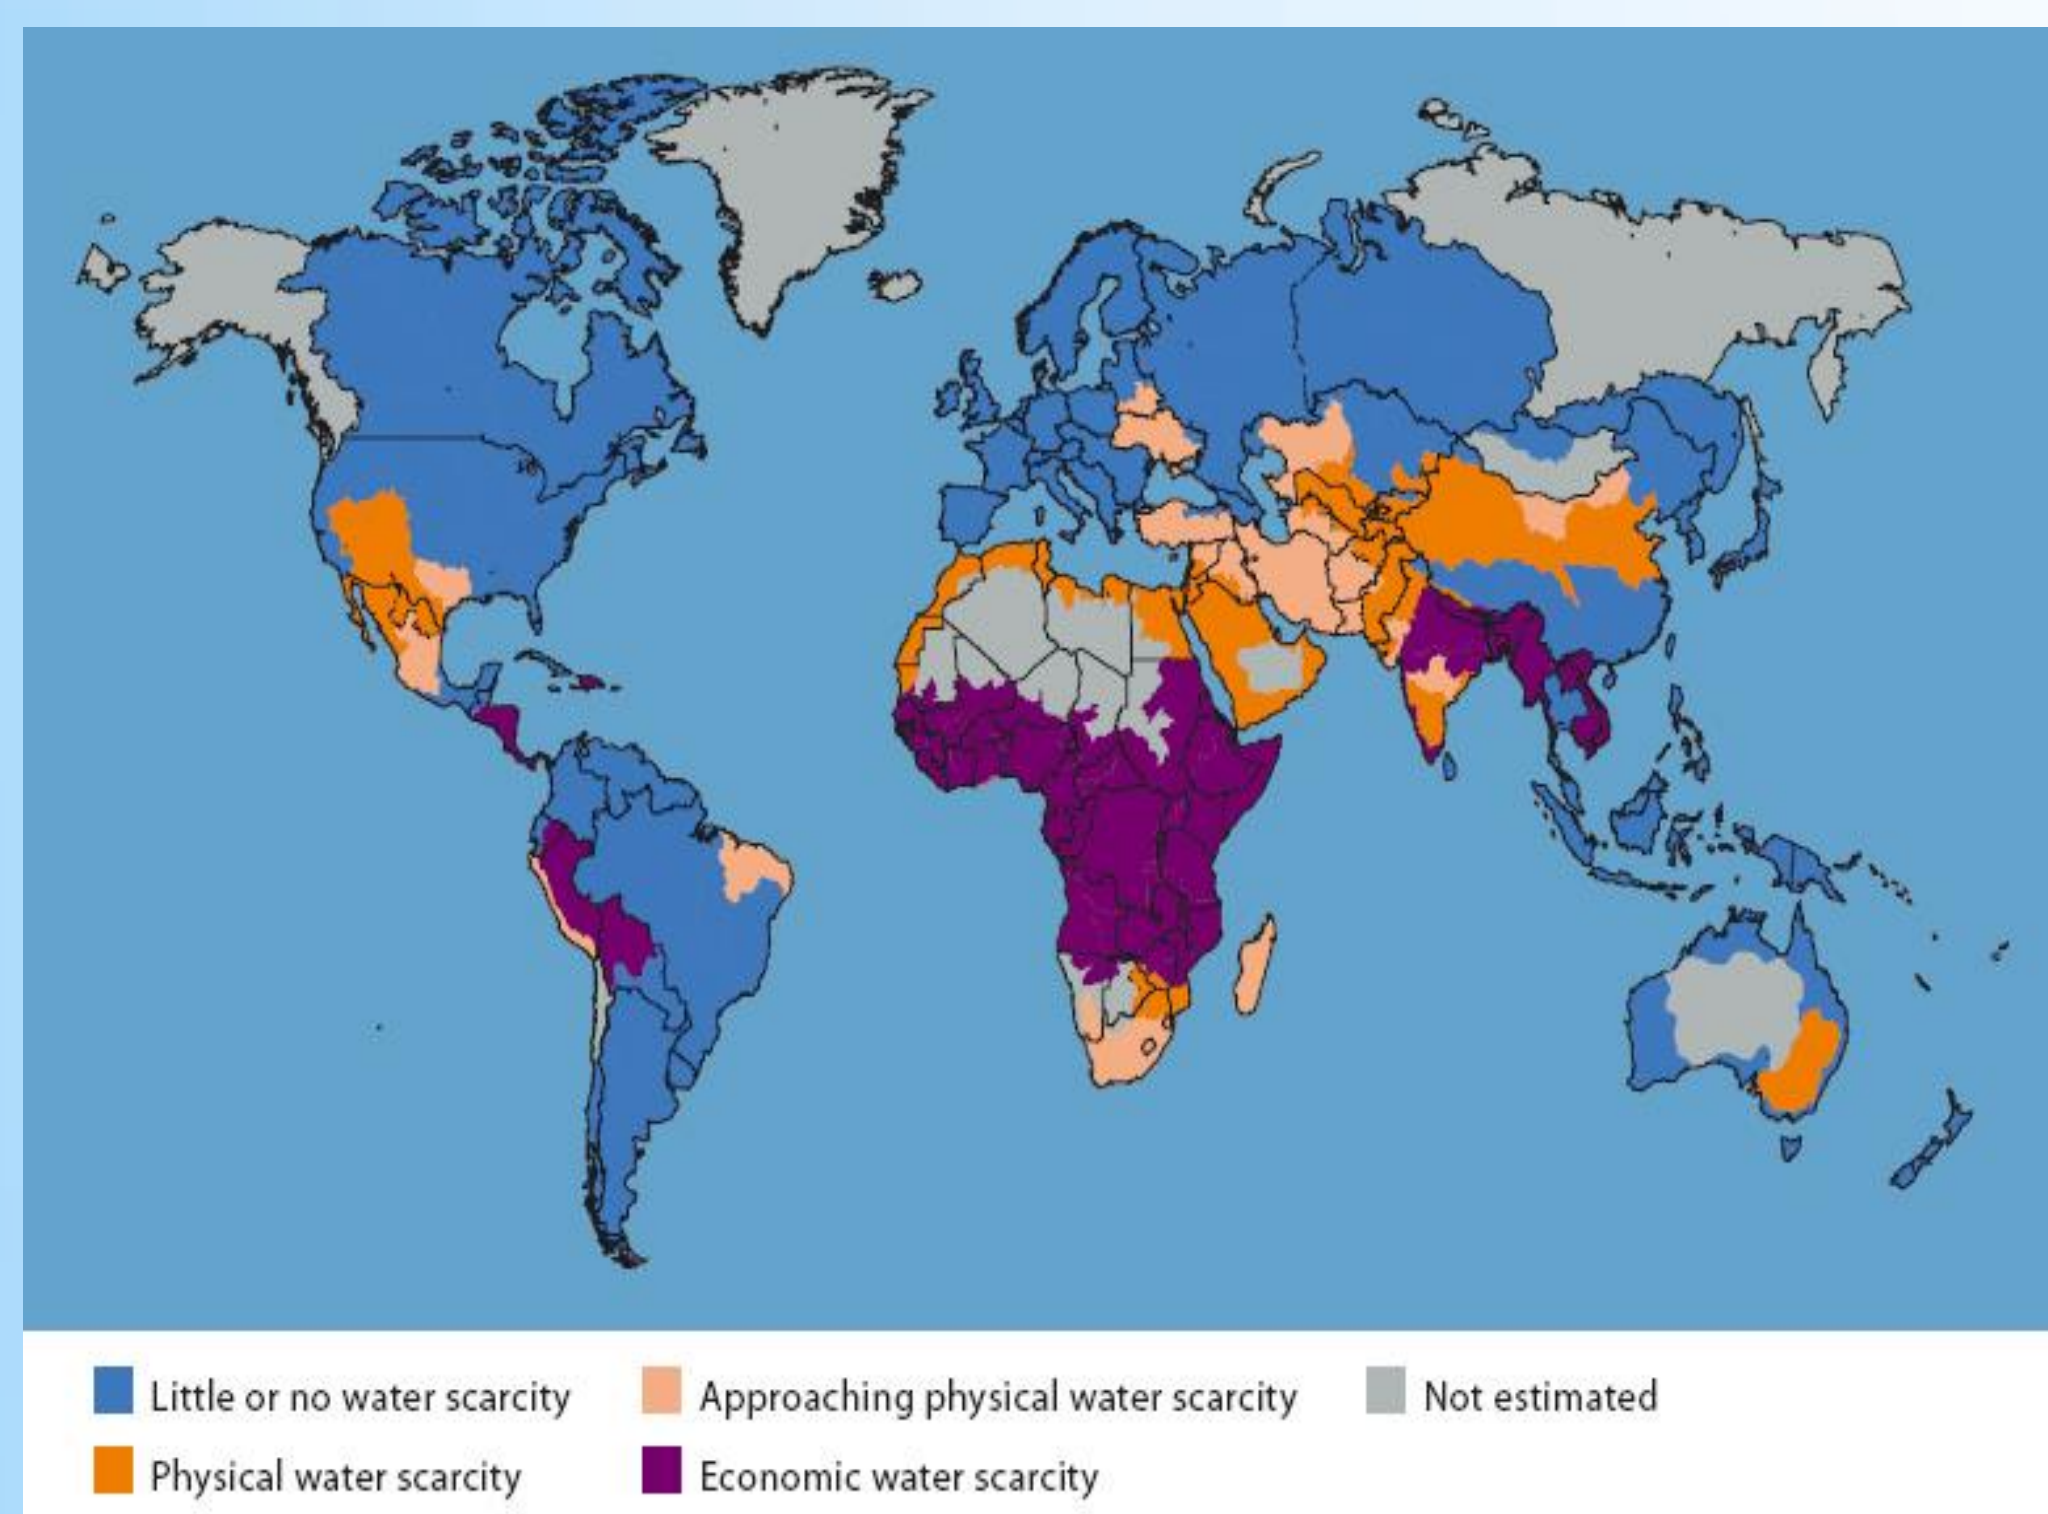 Little or no water scarcity
Approaching physical water scarcity
Not estimated
Physical water scarcity
Economic water scarcity